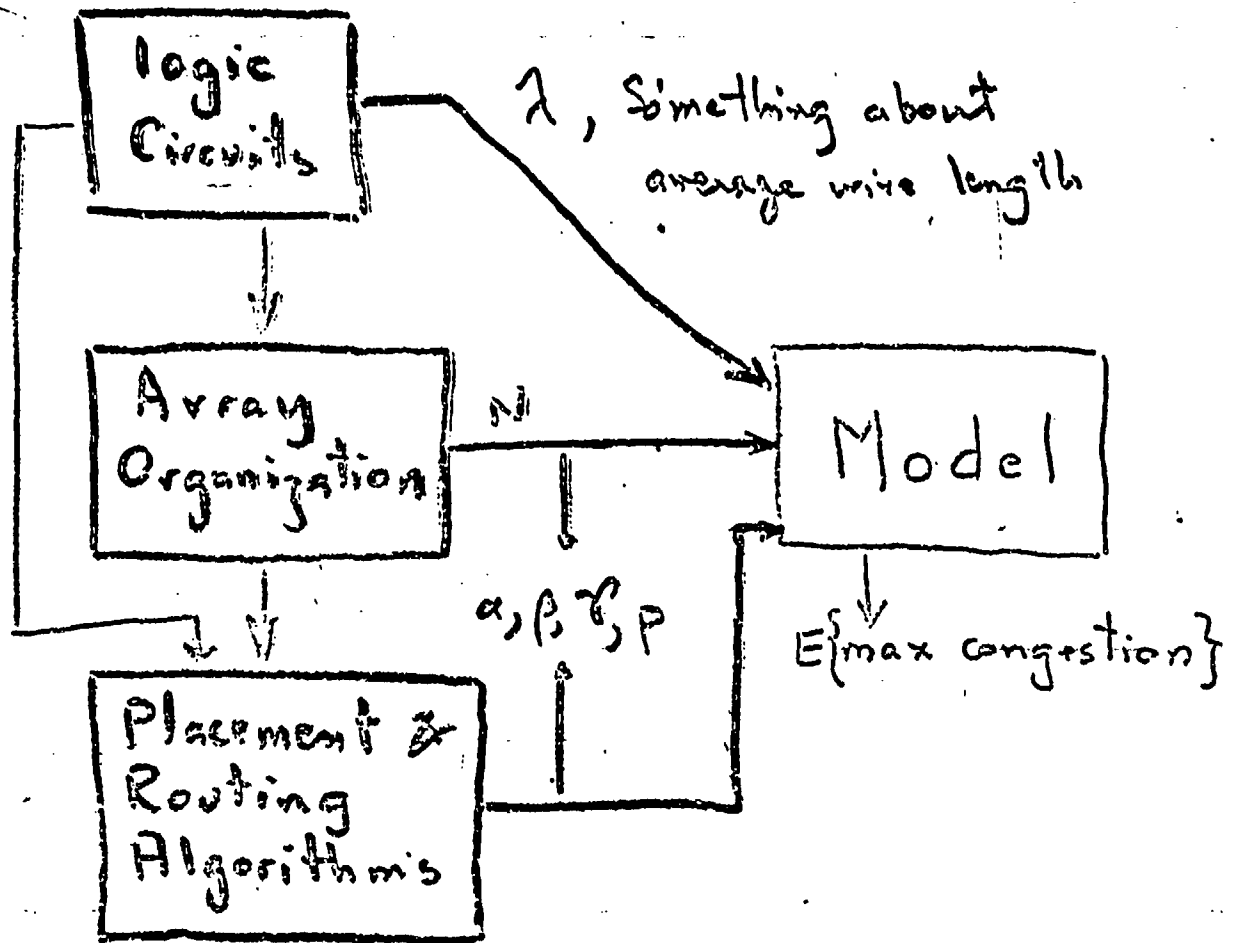 logic
Circuits
λ, Something about
average wire length
Array
Organization
N
Model
α, β, γ, p
E{max congestion}
Placement &
Routing
Algorithms